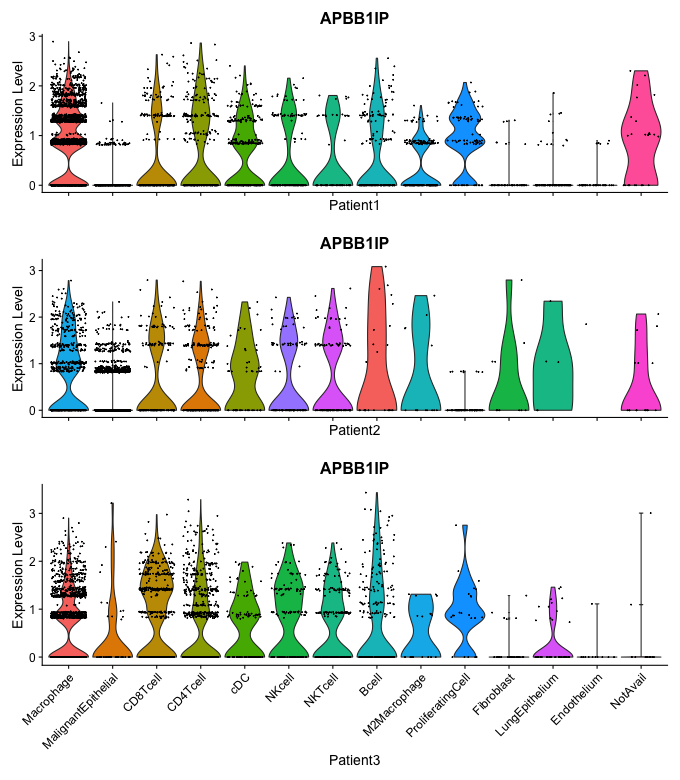 APBB1IP
Expression Level
3
2
1
0
Patient1
APBB1IP
Expression Level
3
2
1
0
Patient2
APBB1IP
Expression Level
3
2
1
0
Macrophage
MalignantEpithelial
CD8Tcell
CD4Tcell
cDC
NKcell
NKTcell
Bcell
M2Macrophage
ProliferatingCell
Fibroblast
LungEpithelium
Endothelium
NotAvail
Patient3